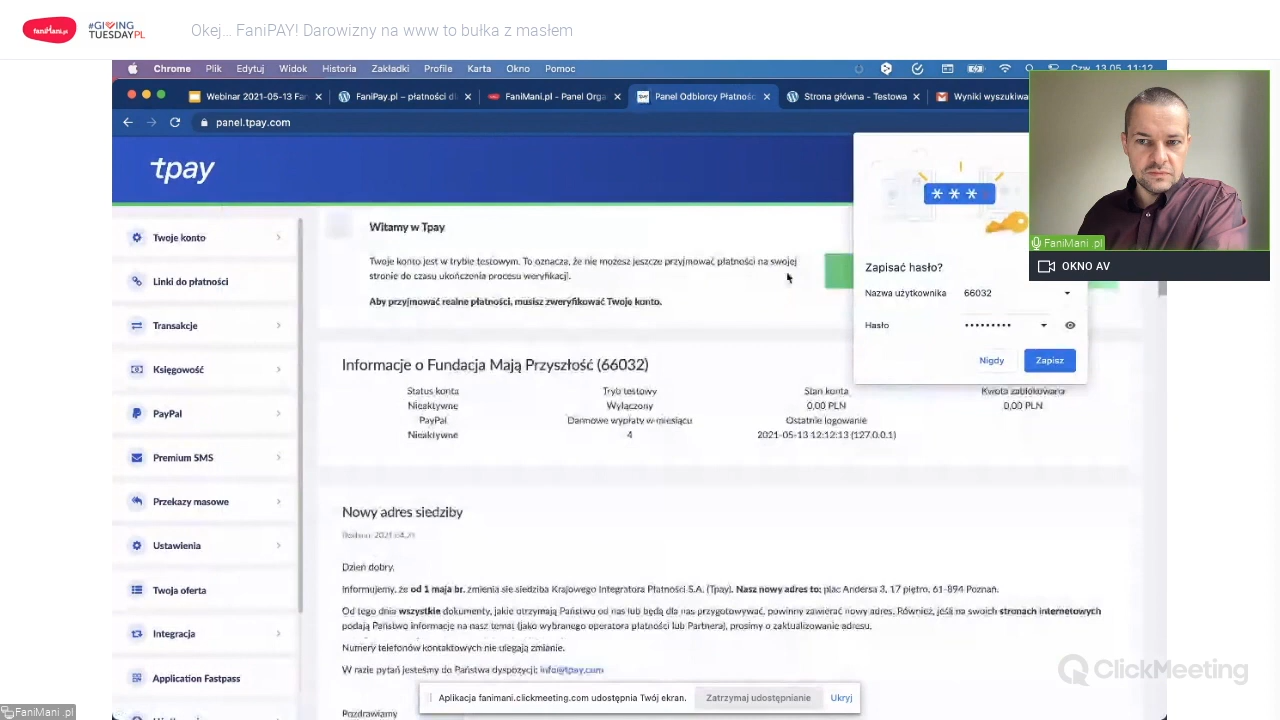 faniMani.pl
#GIVING
TUESDAYPL
Okej... FaniPAY! Darowizny na www to bułka z masłem
Chrome Plik Edytuj Widok Historia Zakładki Profile Karta Okno Pomoc
Czw. 13.05 11:12
Webinar 2021-05-13 Fa
FaniPay.pl – płatności dl
FaniMani.pl - Panel Orga
Panel Odbiorcy Płatnośc
Strona główna - Testowa
Wyniki wyszukiwa
panel.tpay.com
tpay
Twoje konto
Linki do płatności
Transakcje
Księgowość
PayPal
Premium SMS
Przekazy masowe
Ustawienia
Twoja oferta
Integracja
Application Fastpass
Witamy w Tpay
Twoje konto jest w trybie testowym. To oznacza, że nie możesz jeszcze przyjmować płatności na swojej
stronie do czasu ukończenia procesu weryfikacji.
Aby przyjmować realne płatności, musisz zweryfikować Twoje konto.
Zapisać hasło?
Nazwa użytkownika 66032
Hasło •••••••••
Nigdy Zapisz
FaniMani .pl
OKNO AV
Informacje o Fundacja Mają Przyszłość (66032)
Status konta Tryb testowy Stan konta Kwota zablokowana
Nieaktywne Wyłączony 0,00 PLN 0,00 PLN
PayPal Darmowe wypłaty w miesiącu Ostatnie logowanie
Nieaktywne 4 2021-05-13 12:12:13 (127.0.0.1)
Nowy adres siedziby
Dzień dobry,
Informujemy, że od 1 maja br. zmienia się siedziba Krajowego Integratora Płatności S.A. (Tpay). Nasz nowy adres to: plac Andersa 3, 17 piętro, 61-894 Poznań.
Od tego dnia wszystkie dokumenty, jakie otrzymają Państwo od nas lub będą dla nas przygotowywać, powinny zawierać nowy adres. Również, jeśli na swoich stronach internetowych
podają Państwo informacje na nasz temat (jako wybranego operatora płatności lub Partnera), prosimy o zaktualizowanie adresu.
Numery telefonów kontaktowych nie ulegają zmianie.
W razie pytań jesteśmy do Państwa dyspozycji: info@tpay.com
Pozdrawiamy
Aplikacja fanimani.clickmeeting.com udostępnia Twój ekran. Zatrzymaj udostępnianie Ukryj
ClickMeeting
FaniMani .pl